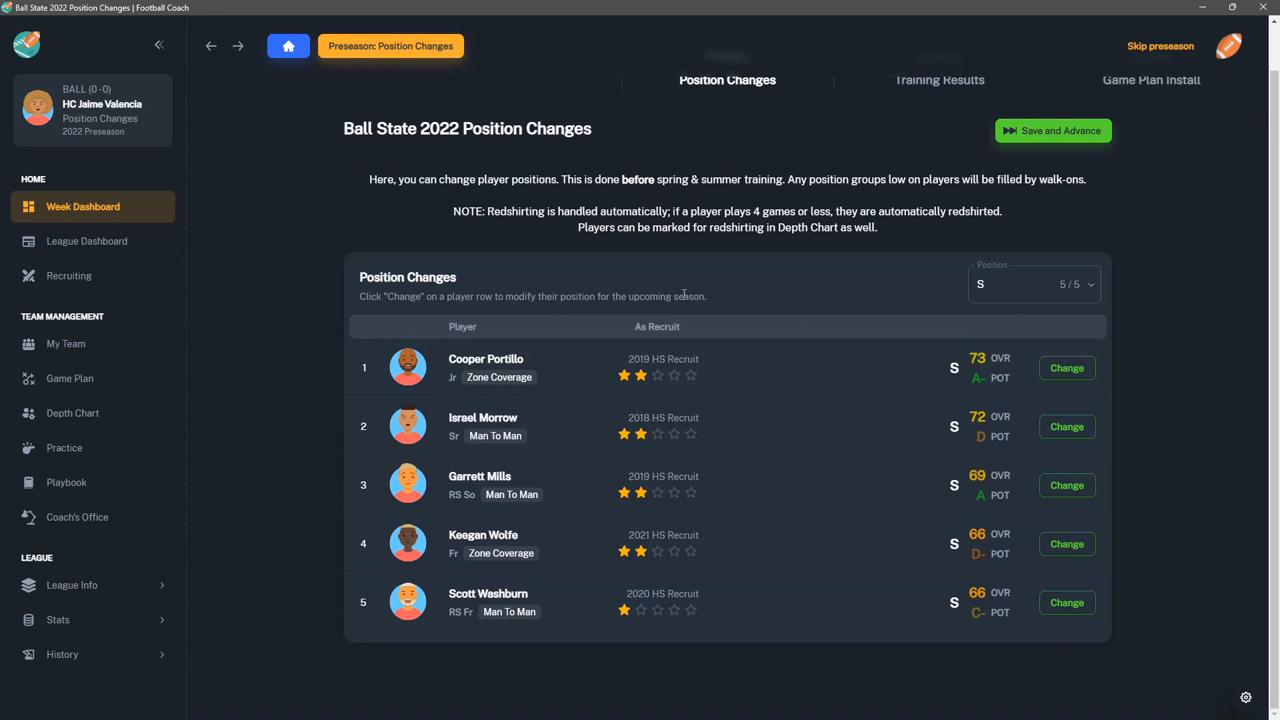 Ball State 2022 Position Changes | Football Coach
BALL (0 - 0)
HC Jaime Valencia
Position Changes
2022 Preseason
HOME
Week Dashboard
League Dashboard
Recruiting
TEAM MANAGEMENT
My Team
Game Plan
Depth Chart
Practice
Playbook
Coach's Office
LEAGUE
League Info
Stats
History
Preseason: Position Changes
Skip preseason
Position Changes
Training Results
Game Plan Install
Ball State 2022 Position Changes
Save and Advance
Here, you can change player positions. This is done before spring & summer training. Any position groups low on players will be filled by walk-ons.
NOTE: Redshirting is handled automatically; if a player plays 4 games or less, they are automatically redshirted.
Players can be marked for redshirting in Depth Chart as well.
Position Changes
Click "Change" on a player row to modify their position for the upcoming season.
Position
S 5 / 5
Player As Recruit
1 Cooper Portillo 2019 HS Recruit S 73 OVR Change
Jr Zone Coverage A- POT
2 Israel Morrow 2018 HS Recruit S 72 OVR Change
Sr Man To Man D POT
3 Garrett Mills 2019 HS Recruit S 69 OVR Change
RS So Man To Man A POT
4 Keegan Wolfe 2021 HS Recruit S 66 OVR Change
Fr Zone Coverage D- POT
5 Scott Washburn 2020 HS Recruit S 66 OVR Change
RS Fr Man To Man C- POT